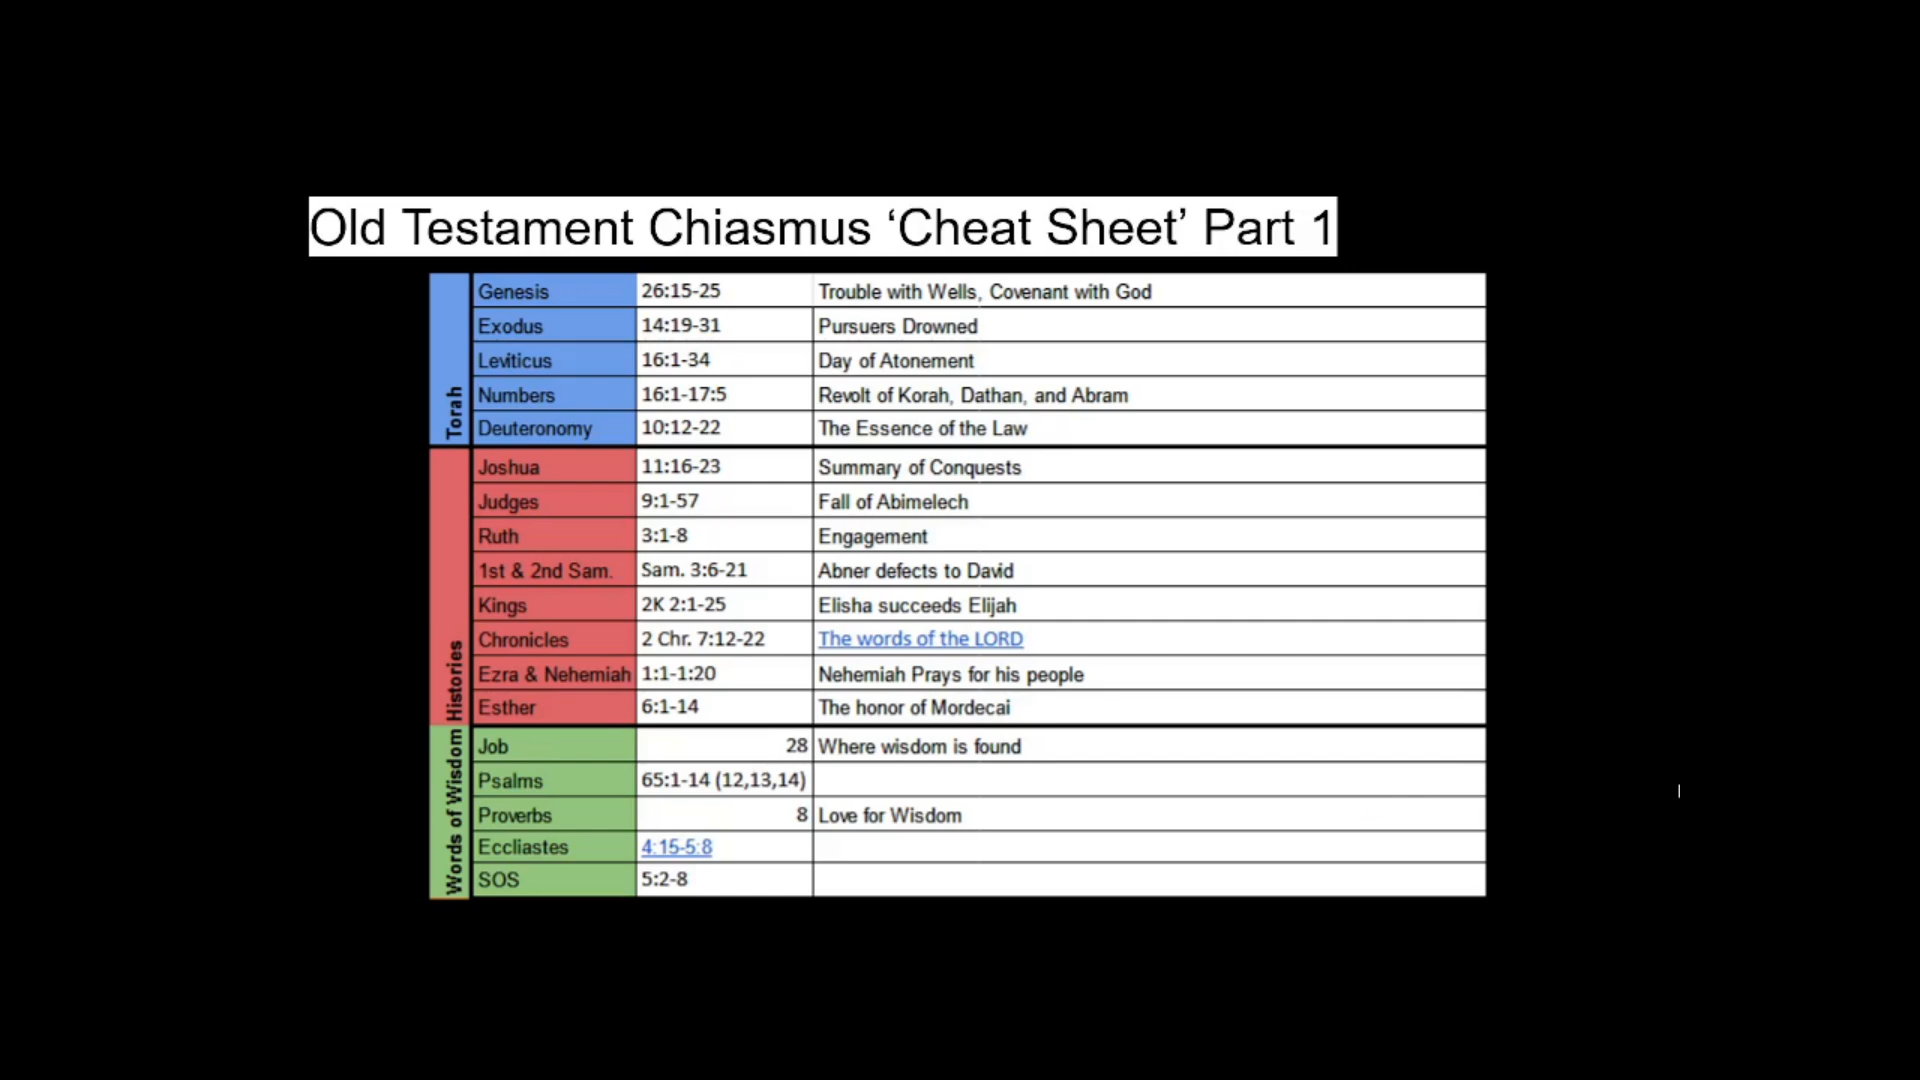 Old Testament Chiasmus ‘Cheat Sheet’ Part 1
Torah
Genesis 26:15-25 Trouble with Wells, Covenant with God
Exodus 14:19-31 Pursuers Drowned
Leviticus 16:1-34 Day of Atonement
Numbers 16:1-17:5 Revolt of Korah, Dathan, and Abram
Deuteronomy 10:12-22 The Essence of the Law
Histories
Joshua 11:16-23 Summary of Conquests
Judges 9:1-57 Fall of Abimelech
Ruth 3:1-8 Engagement
1st & 2nd Sam. Sam. 3:6-21 Abner defects to David
Kings 2K 2:1-25 Elisha succeeds Elijah
Chronicles 2 Chr. 7:12-22 The words of the LORD
Ezra & Nehemiah 1:1-1:20 Nehemiah Prays for his people
Esther 6:1-14 The honor of Mordecai
Words of Wisdom
Job 28 Where wisdom is found
Psalms 65:1-14 (12,13,14)
Proverbs 8 Love for Wisdom
Eccliastes 4:15-5:8
SOS 5:2-8